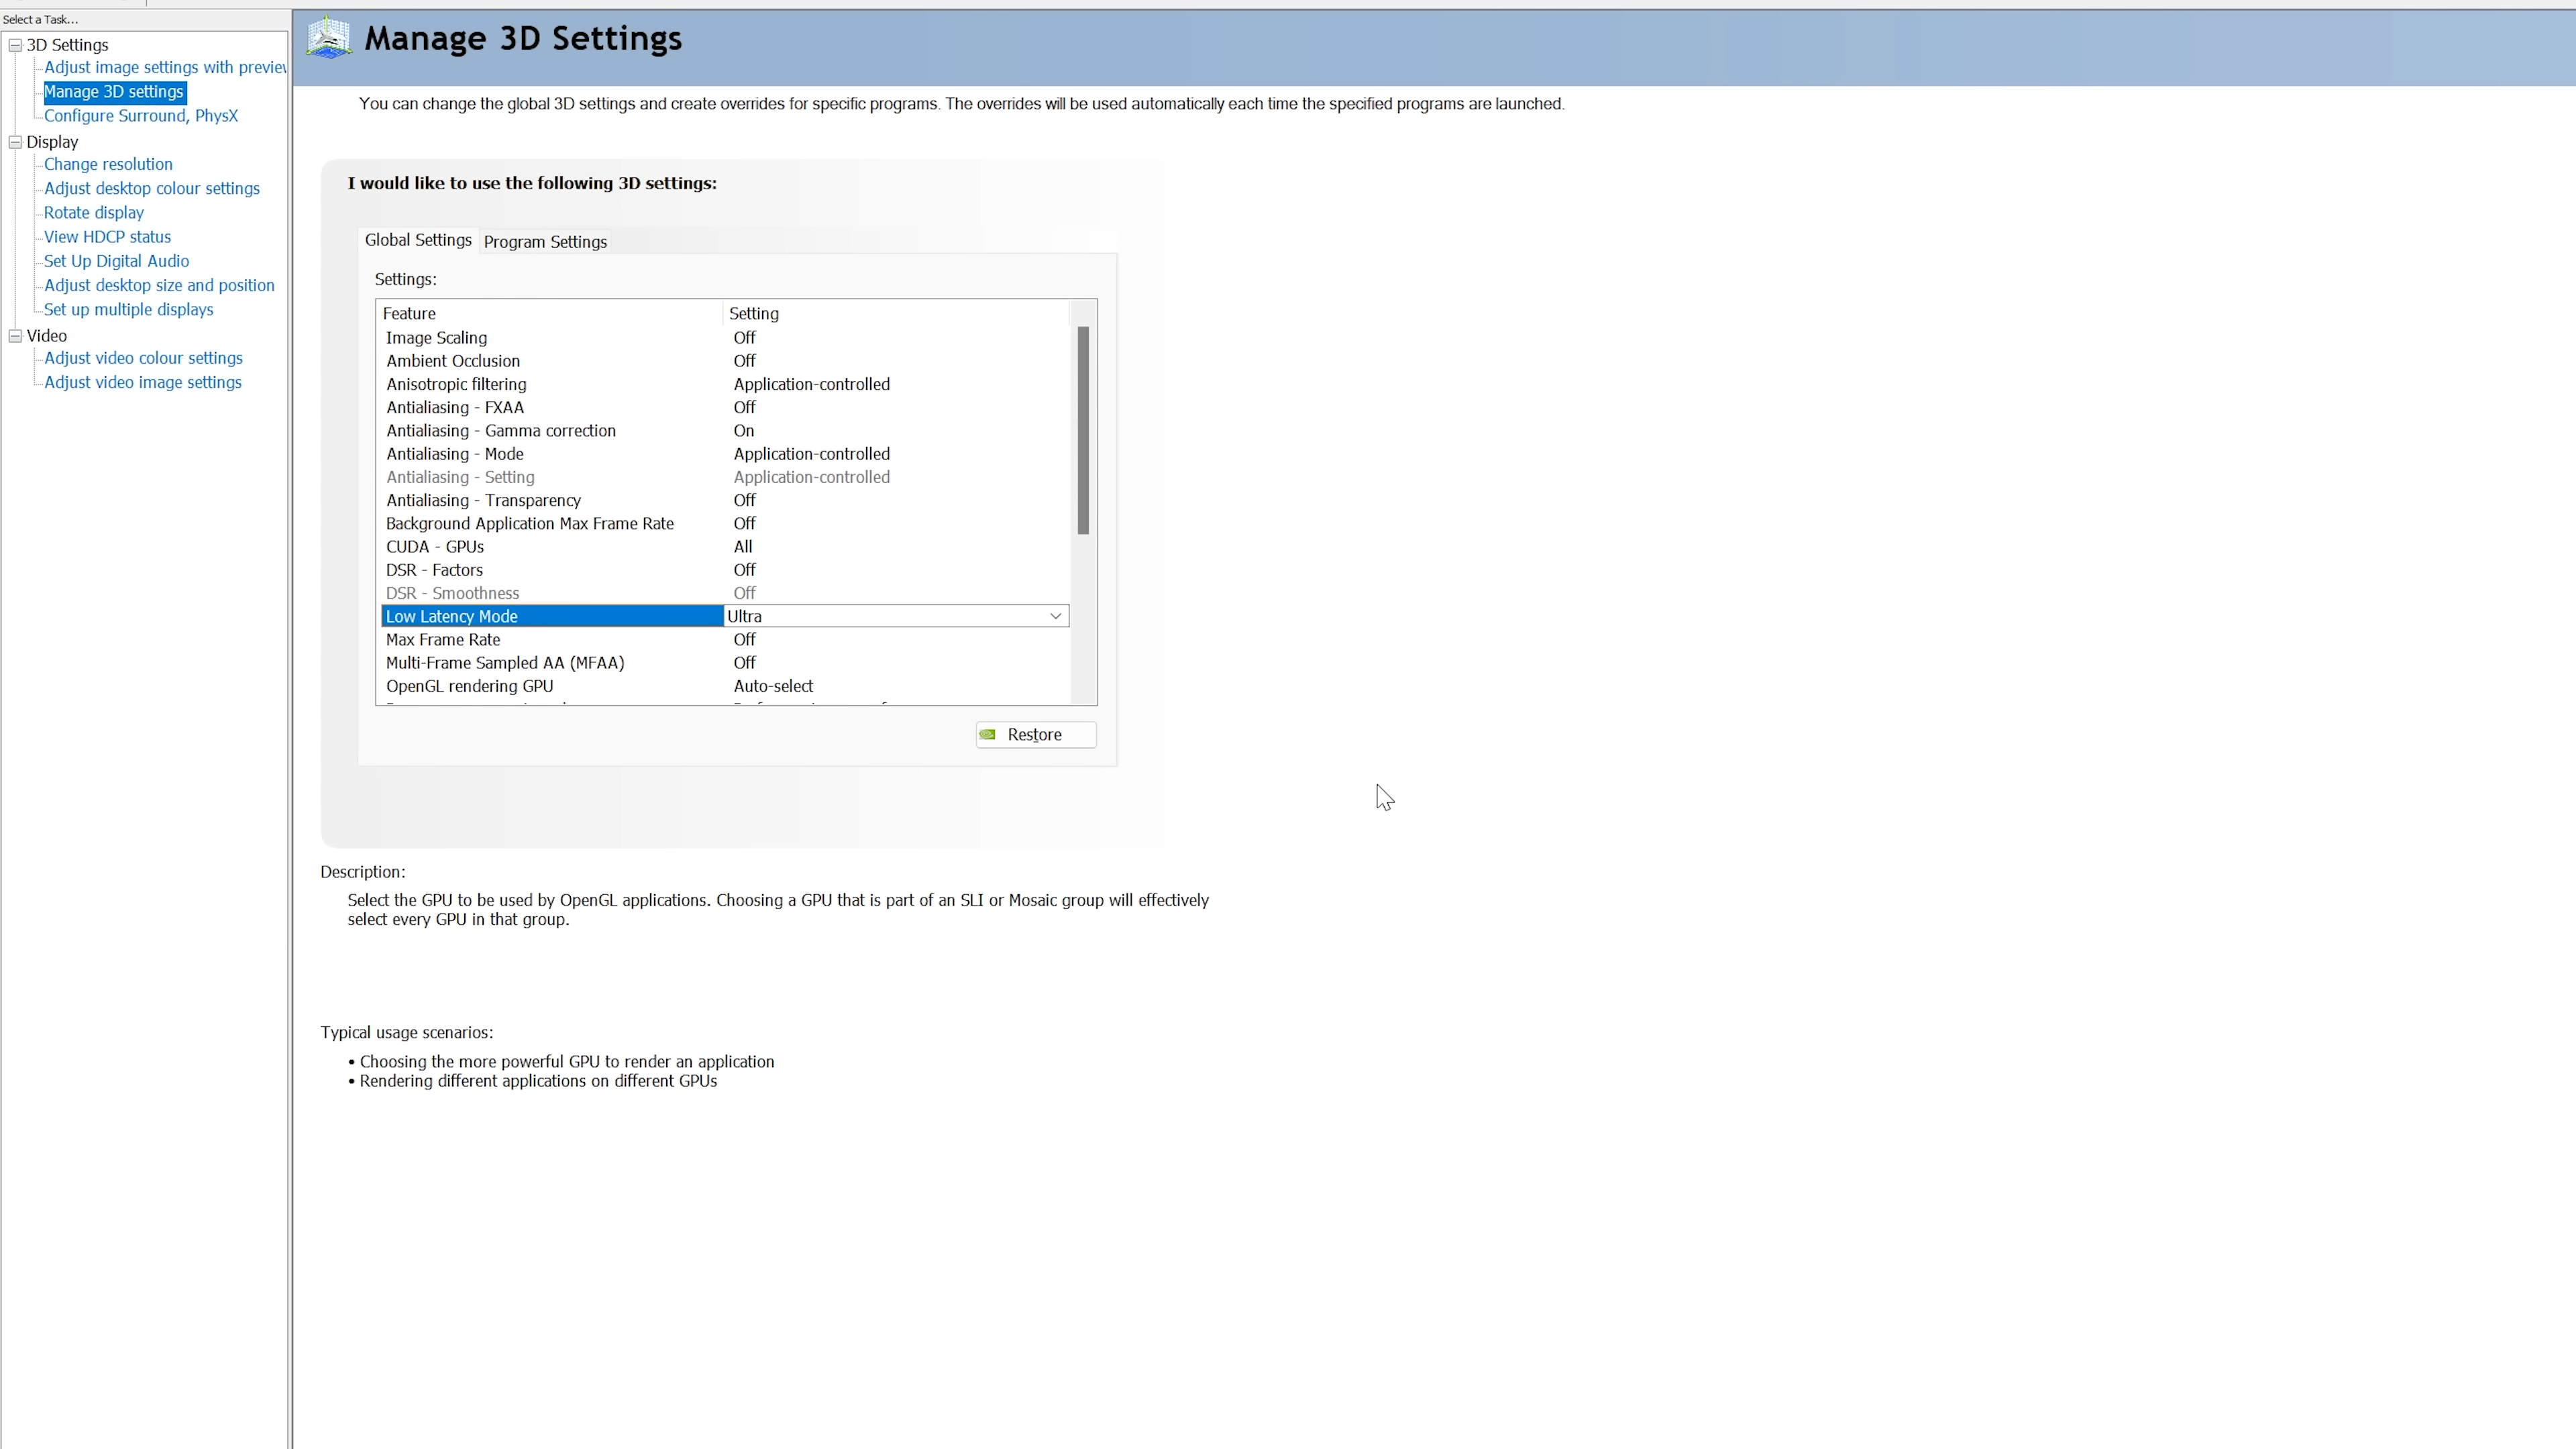 Select a Task...
3D Settings
Adjust image settings with preview
Manage 3D settings
Configure Surround, PhysX
Display
Change resolution
Adjust desktop colour settings
Rotate display
View HDCP status
Set Up Digital Audio
Adjust desktop size and position
Set up multiple displays
Video
Adjust video colour settings
Adjust video image settings
Manage 3D Settings
You can change the global 3D settings and create overrides for specific programs. The overrides will be used automatically each time the specified programs are launched.
I would like to use the following 3D settings:
Global Settings Program Settings
Settings:
Feature Setting
Image Scaling Off
Ambient Occlusion Off
Anisotropic filtering Application-controlled
Antialiasing - FXAA Off
Antialiasing - Gamma correction On
Antialiasing - Mode Application-controlled
Antialiasing - Setting Application-controlled
Antialiasing - Transparency Off
Background Application Max Frame Rate Off
CUDA - GPUs All
DSR - Factors Off
DSR - Smoothness Off
Low Latency Mode Ultra
Max Frame Rate Off
Multi-Frame Sampled AA (MFAA) Off
OpenGL rendering GPU Auto-select
Restore
Description:
Select the GPU to be used by OpenGL applications. Choosing a GPU that is part of an SLI or Mosaic group will effectively
select every GPU in that group.
Typical usage scenarios:
• Choosing the more powerful GPU to render an application
• Rendering different applications on different GPUs